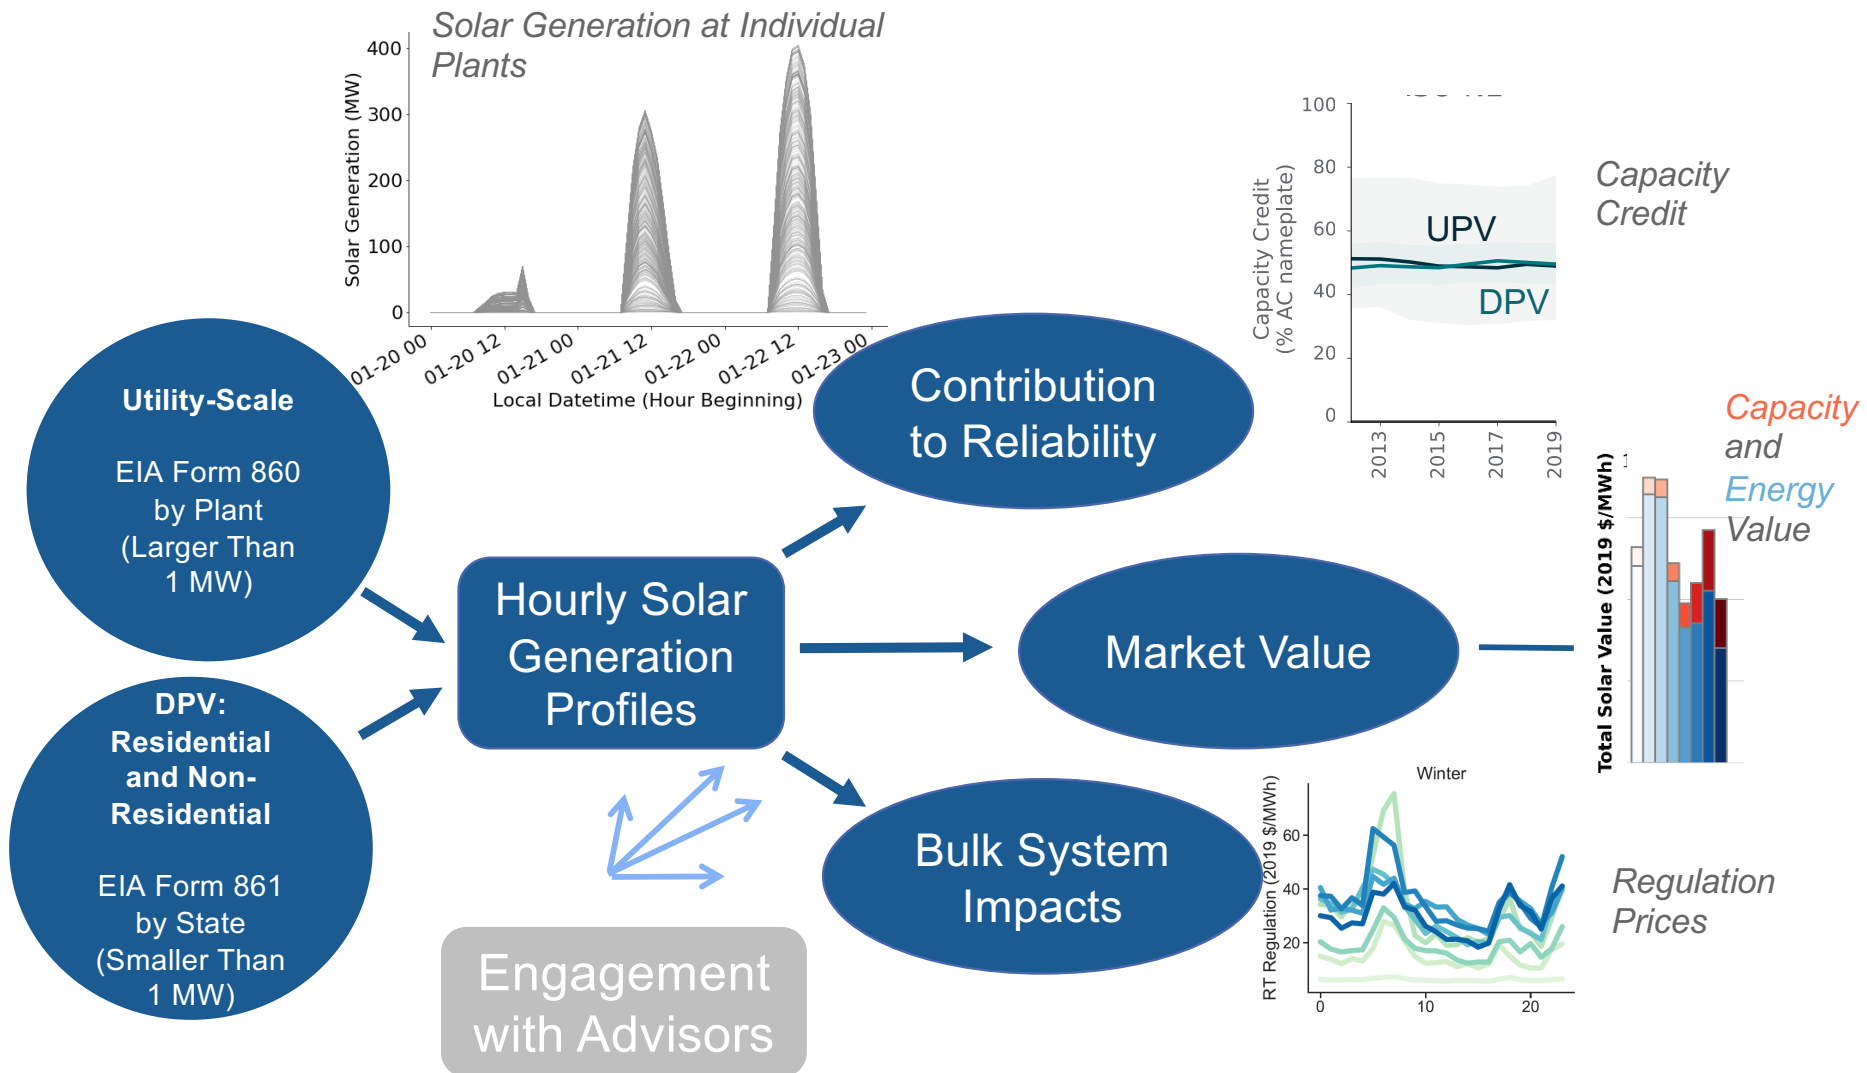 Solar Generation at Individual
Plants
Solar Generation (MW)
400
300
200
100
0
01-20 00
01-20 12
01-21 00
01-21 12
01-22 00
01-22 12
01-23 00
Local Datetime (Hour Beginning)
Capacity Credit
(% AC nameplate)
100
80
60
40
20
0
UPV
DPV
2013
2015
2017
2019
Capacity
Credit
Utility-Scale
EIA Form 860
by Plant
(Larger Than
1 MW)
DPV:
Residential
and Non-
Residential
EIA Form 861
by State
(Smaller Than
1 MW)
Hourly Solar
Generation
Profiles
Engagement
with Advisors
Contribution
to Reliability
Market Value
Bulk System
Impacts
Total Solar Value (2019 $/MWh)
Capacity
and
Energy
Value
Winter
RT Regulation (2019 $/MWh)
60
40
20
0
10
20
Regulation
Prices